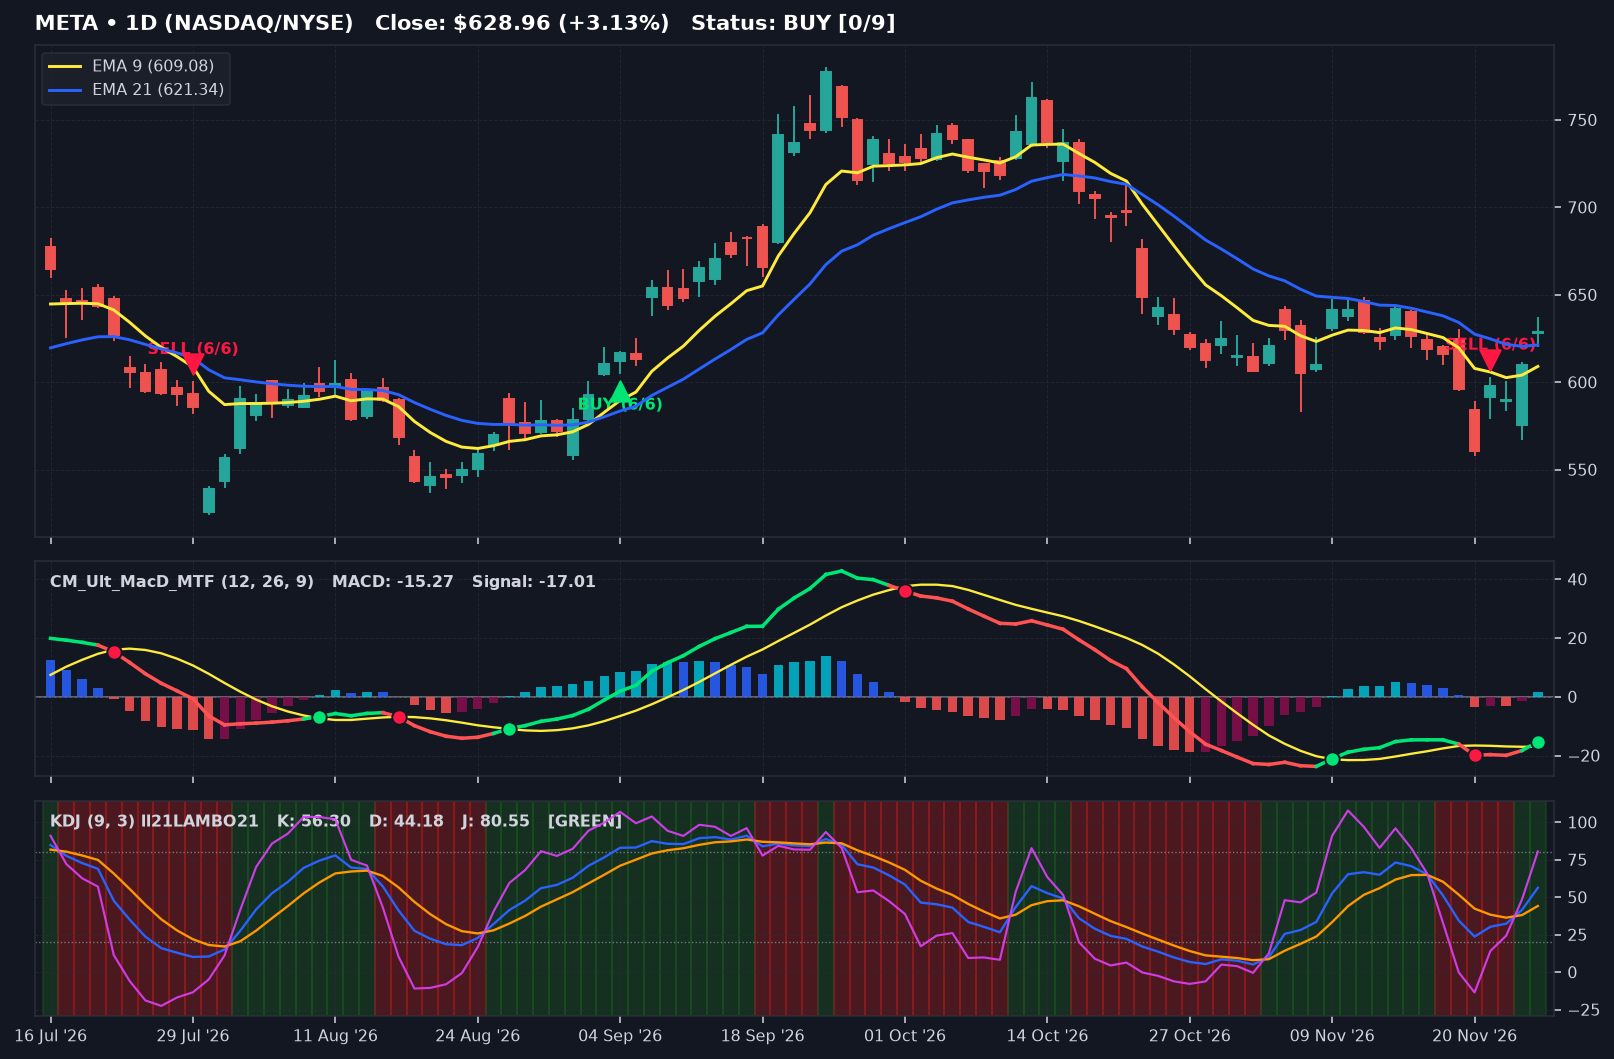 META • 1D (NASDAQ/NYSE)   Close: $628.96 (+3.13%)   Status: BUY [0/9]
EMA 9 (609.08)
EMA 21 (621.34)
750
700
650
600
550
SELL (6/6)
BUY (6/6)
SELL (6/6)
CM_Ult_MacD_MTF (12, 26, 9)   MACD: -15.27   Signal: -17.01
40
20
0
−20
KDJ (9, 3) II21LAMBO21   K: 56.30   D: 44.18   J: 80.55   [GREEN]
100
75
50
25
0
−25
16 Jul '26
29 Jul '26
11 Aug '26
24 Aug '26
04 Sep '26
18 Sep '26
01 Oct '26
14 Oct '26
27 Oct '26
09 Nov '26
20 Nov '26